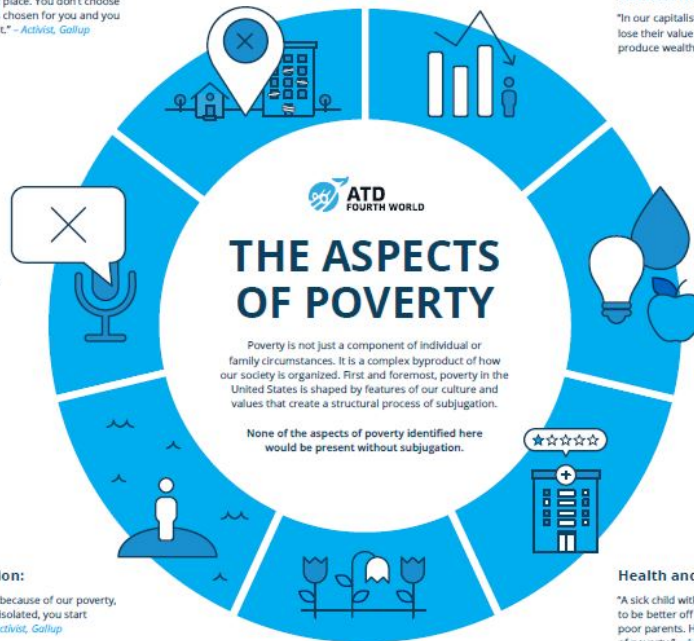 place. You don't choose
chosen for you and you
t." – Activist, Gallup
"In our capitalis
lose their value
produce wealth
ATD
FOURTH WORLD
THE ASPECTS
OF POVERTY
Poverty is not just a component of individual or
family circumstances. It is a complex byproduct of how
our society is organized. First and foremost, poverty in the
United States is shaped by features of our culture and
values that create a structural process of subjugation.
None of the aspects of poverty identified here
would be present without subjugation.
ion:
because of our poverty,
isolated, you start
ctivist, Gallup
Health and
"A sick child with
to be better off
poor parents. H